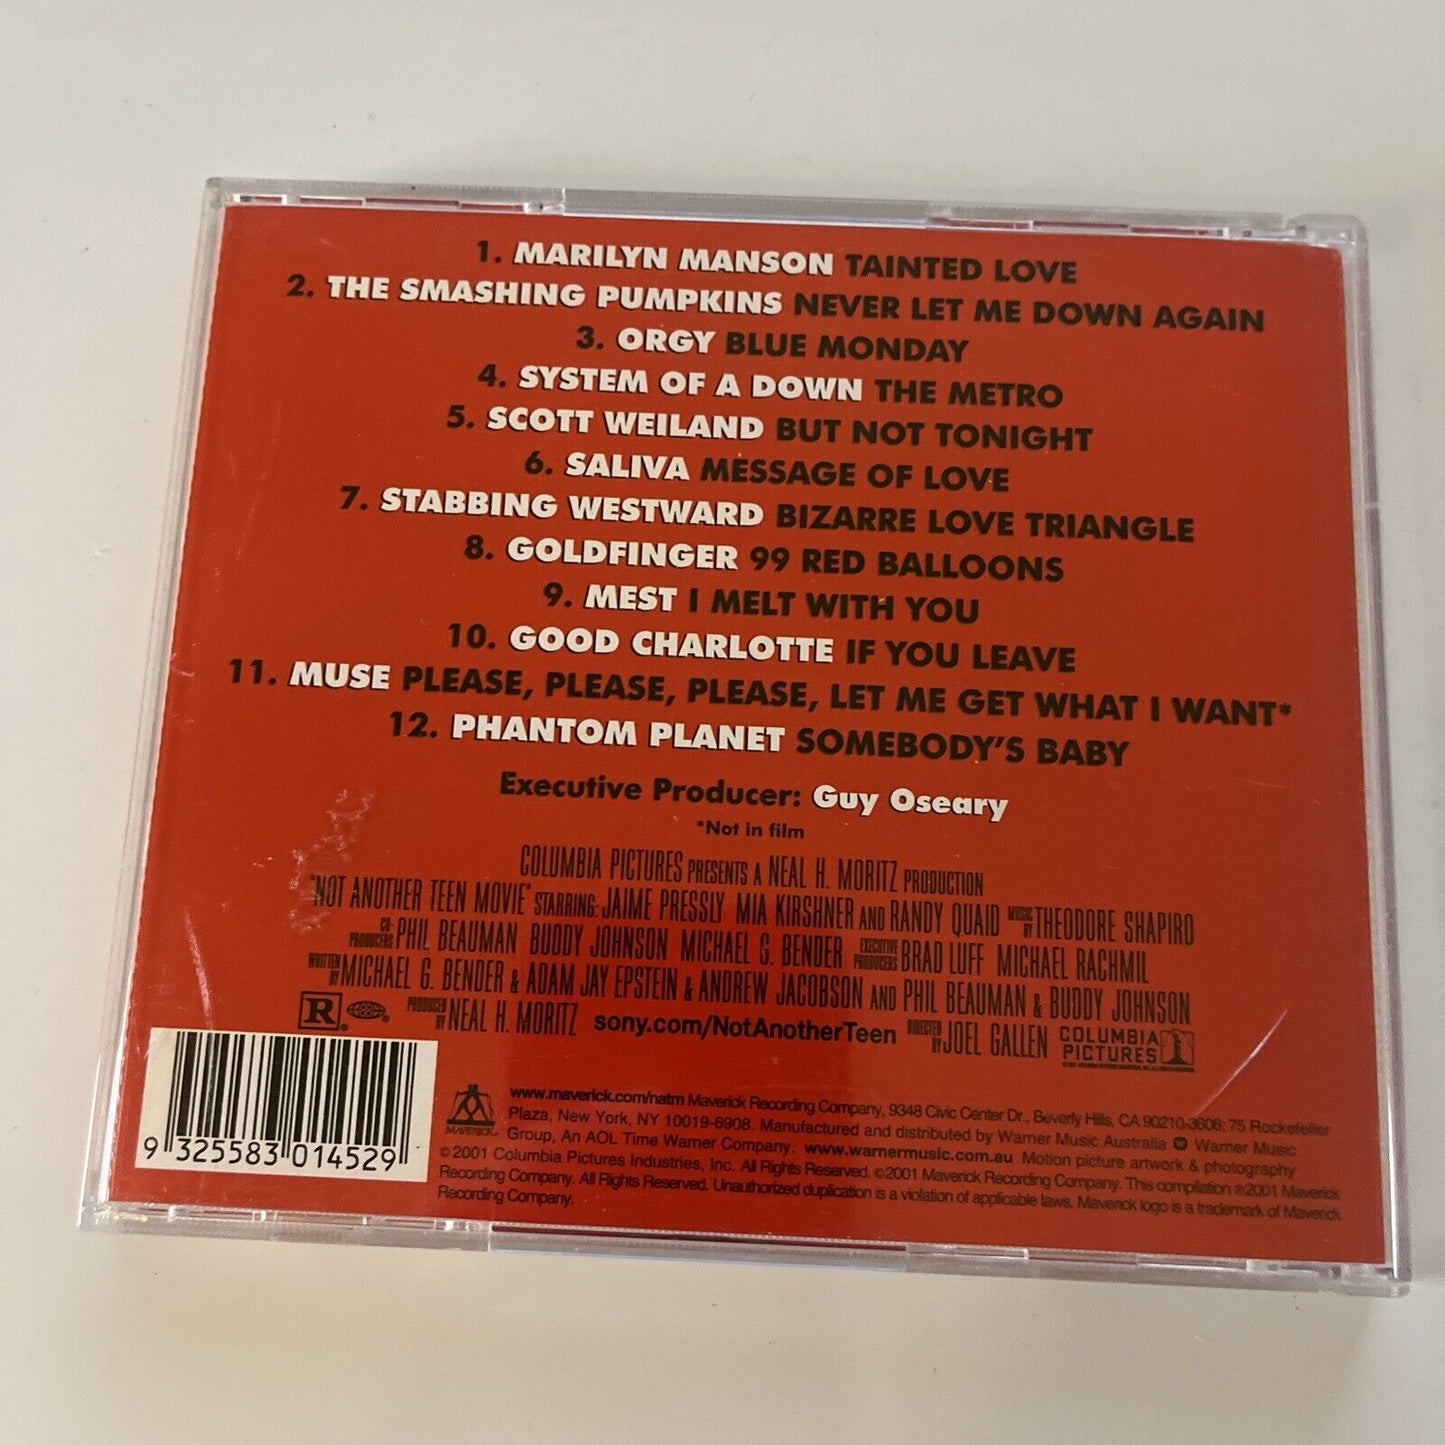 1. MARILYN MANSON TAINTED LOVE
2. THE SMASHING PUMPKINS NEVER LET ME DOWN AGAIN
3. ORGY BLUE MONDAY
4. SYSTEM OF A DOWN THE METRO
5. SCOTT WEILAND BUT NOT TONIGHT
6. SALIVA MESSAGE OF LOVE
7. STABBING WESTWARD BIZARRE LOVE TRIANGLE
8. GOLDFINGER 99 RED BALLOONS
9. MEST I MELT WITH YOU
10. GOOD CHARLOTTE IF YOU LEAVE
11. MUSE PLEASE, PLEASE, PLEASE, LET ME GET WHAT I WANT*
12. PHANTOM PLANET SOMEBODY'S BABY
Executive Producer: Guy Oseary
*Not in film
COLUMBIA PICTURES PRESENTS A NEAL H. MORITZ PRODUCTION
"NOT ANOTHER TEEN MOVIE" STARRING: JAIME PRESSLY MIA KIRSHNER AND RANDY QUAID MUSIC BY THEODORE SHAPIRO
CO-PRODUCERS PHIL BEAUMAN BUDDY JOHNSON MICHAEL G. BENDER EXECUTIVE PRODUCERS BRAD LUFF MICHAEL RACHMIL
WRITTEN BY MICHAEL G. BENDER & ADAM JAY EPSTEIN & ANDREW JACOBSON AND PHIL BEAUMAN & BUDDY JOHNSON
R PRODUCED BY NEAL H. MORITZ sony.com/NotAnotherTeen DIRECTED BY JOEL GALLEN COLUMBIA PICTURES
9 325583 014529
MAVERICK
www.maverick.com/natm Maverick Recording Company, 9348 Civic Center Dr., Beverly Hills, CA 90210-3606; 75 Rockefeller
Plaza, New York, NY 10019-6908. Manufactured and distributed by Warner Music Australia Warner Music
Group, An AOL Time Warner Company. www.warnermusic.com.au Motion picture artwork & photography
©2001 Columbia Pictures Industries, Inc. All Rights Reserved. ©2001 Maverick Recording Company. This compilation ℗2001 Maverick
Recording Company. All Rights Reserved. Unauthorized duplication is a violation of applicable laws. Maverick logo is a trademark of Maverick
Recording Company.